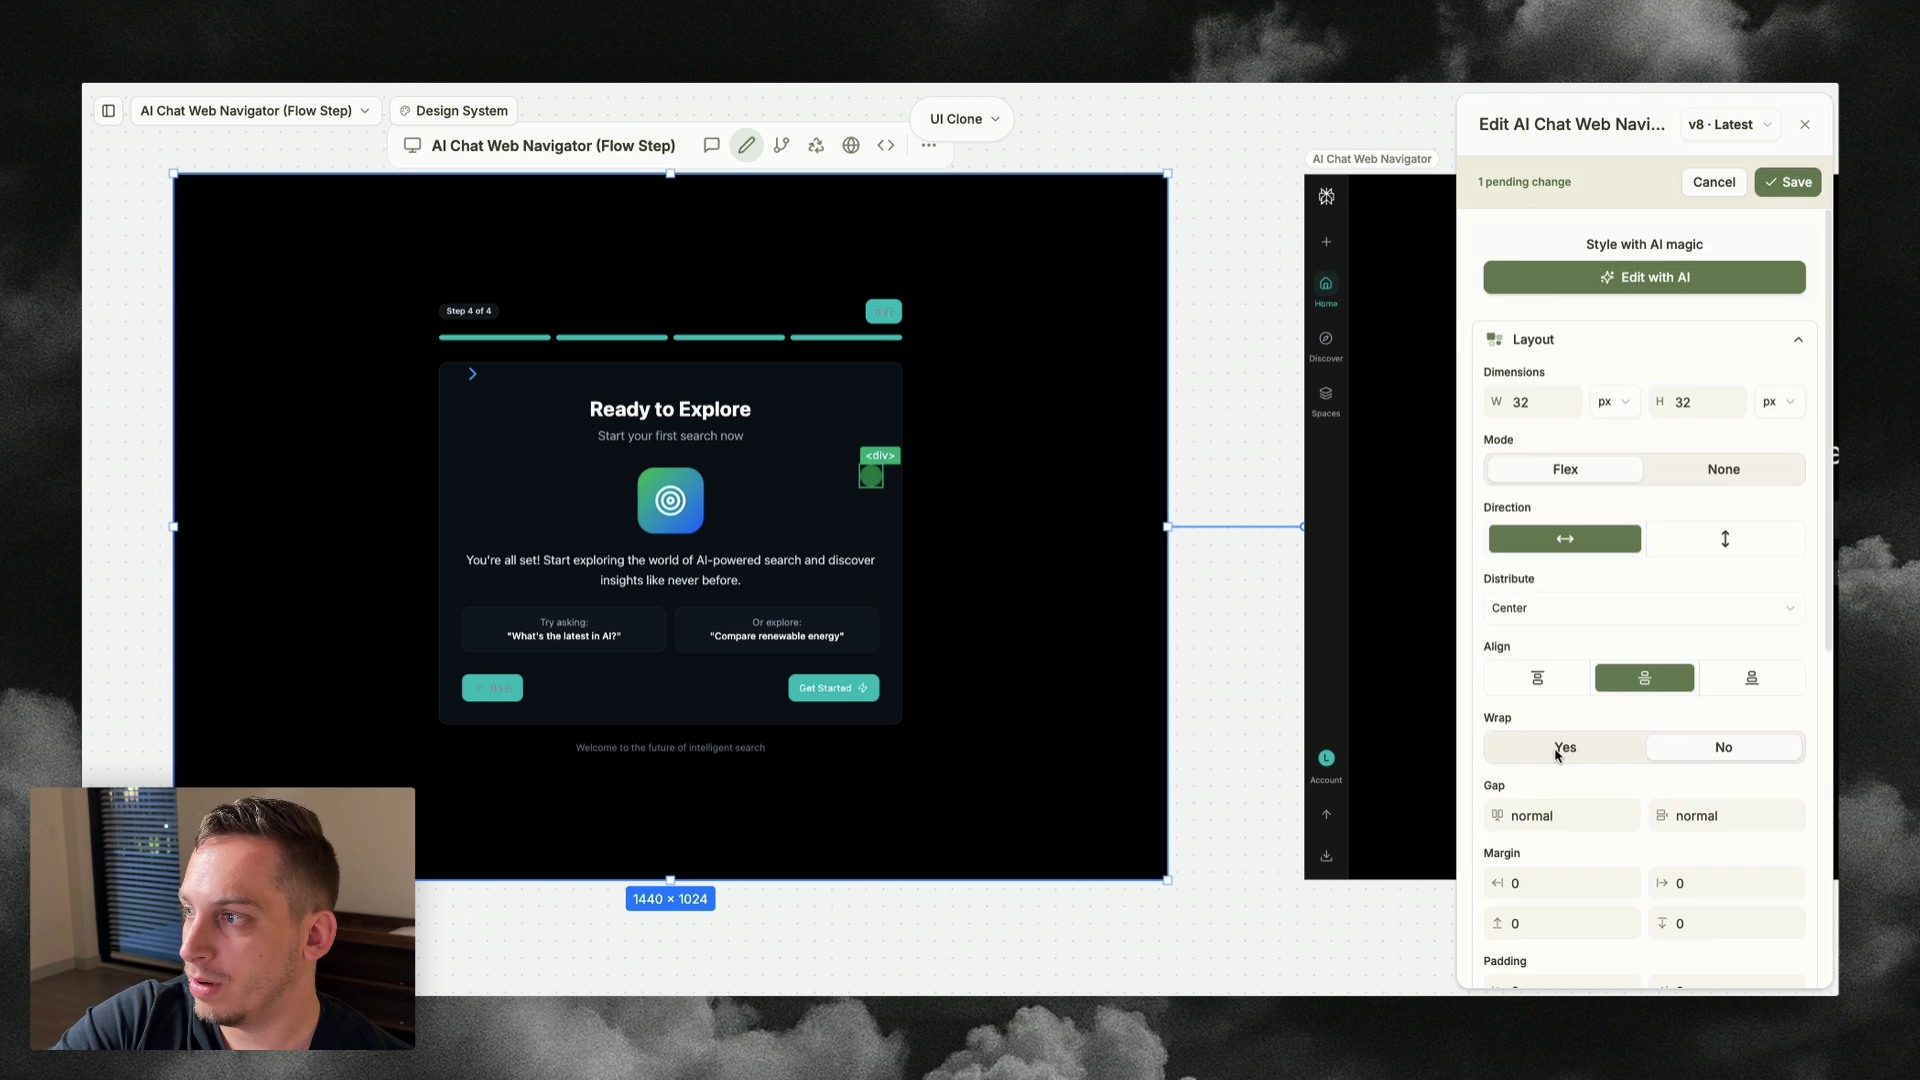 AI Chat Web Navigator (Flow Step)
Design System
UI Clone
AI Chat Web Navigator (Flow Step)
Step 4 of 4
Ready to Explore
Start your first search now
<div>
You're all set! Start exploring the world of AI-powered search and discover
insights like never before.
Try asking:
"What's the latest in AI?"
Or explore:
"Compare renewable energy"
Get Started
Welcome to the future of intelligent search
1440 × 1024
AI Chat Web Navigator
Home
Discover
Spaces
L
Account
Edit AI Chat Web Navi...
v8 · Latest
1 pending change
Cancel
Save
Style with AI magic
Edit with AI
Layout
Dimensions
W 32
px
H 32
px
Mode
Flex
None
Direction
Distribute
Center
Align
Wrap
Yes
No
Gap
normal
normal
Margin
0
0
0
0
Padding